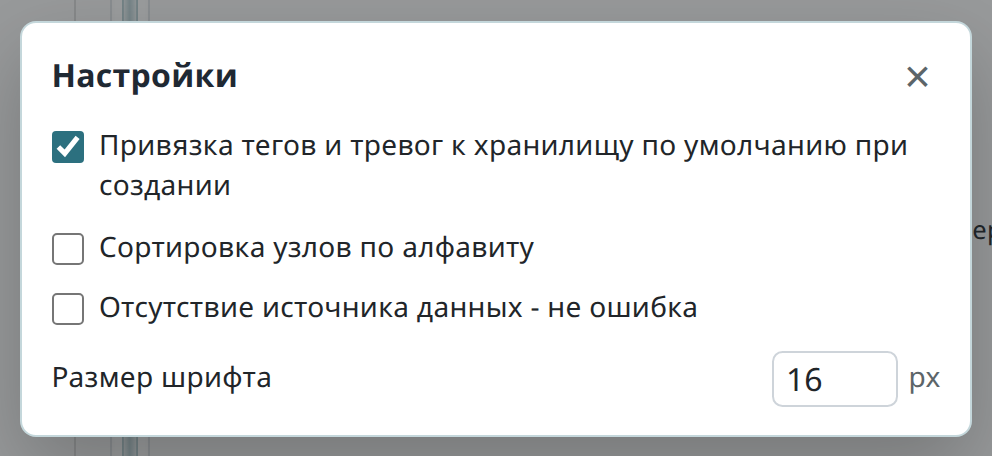 Настройки
Привязка тегов и тревог к хранилищу по умолчанию при
создании
Сортировка узлов по алфавиту
Отсутствие источника данных - не ошибка
Размер шрифта 16 px